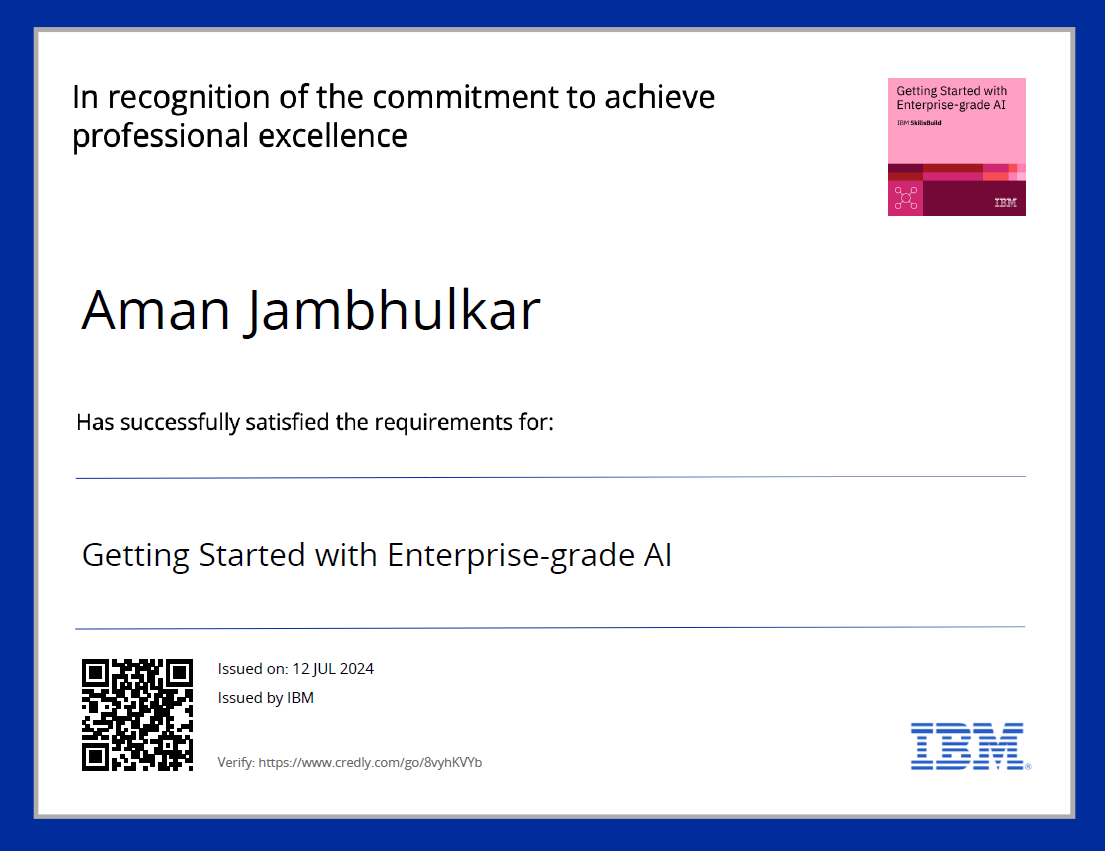 In recognition of the commitment to achieve
professional excellence
Getting Started with
Enterprise-grade AI
IBM SkillsBuild
IBM
Aman Jambhulkar
Has successfully satisfied the requirements for:
Getting Started with Enterprise-grade AI
Issued on: 12 JUL 2024
Issued by IBM
Verify: https://www.credly.com/go/8vyhKVYb
IBM®